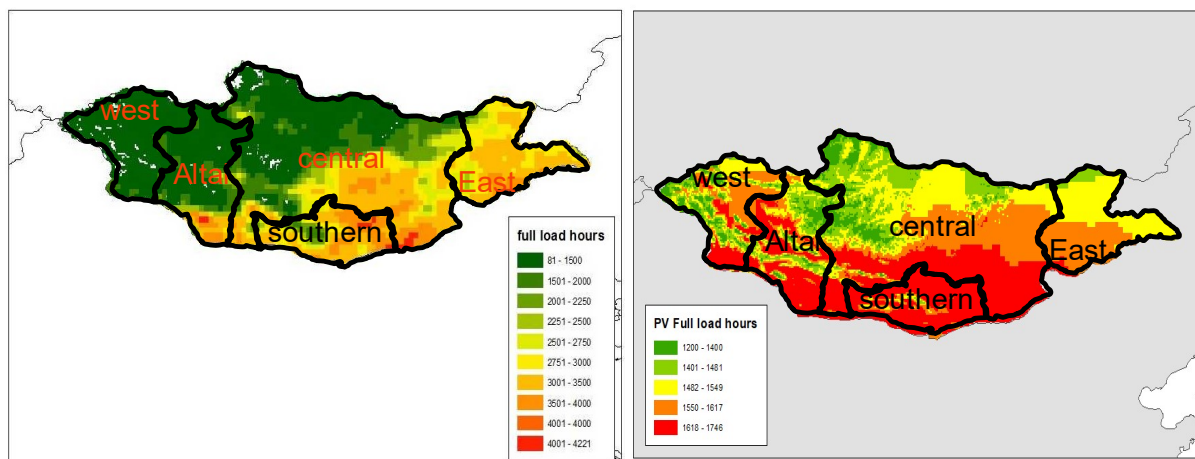 west
Altai
central
East
southern
full load hours
81 - 1500
1501 - 2000
2001 - 2250
2251 - 2500
2501 - 2750
2751 - 3000
3001 - 3500
3501 - 4000
4001 - 4000
4001 - 4221
west
Altai
central
East
southern
PV Full load hours
1200 - 1400
1401 - 1481
1482 - 1549
1550 - 1617
1618 - 1746